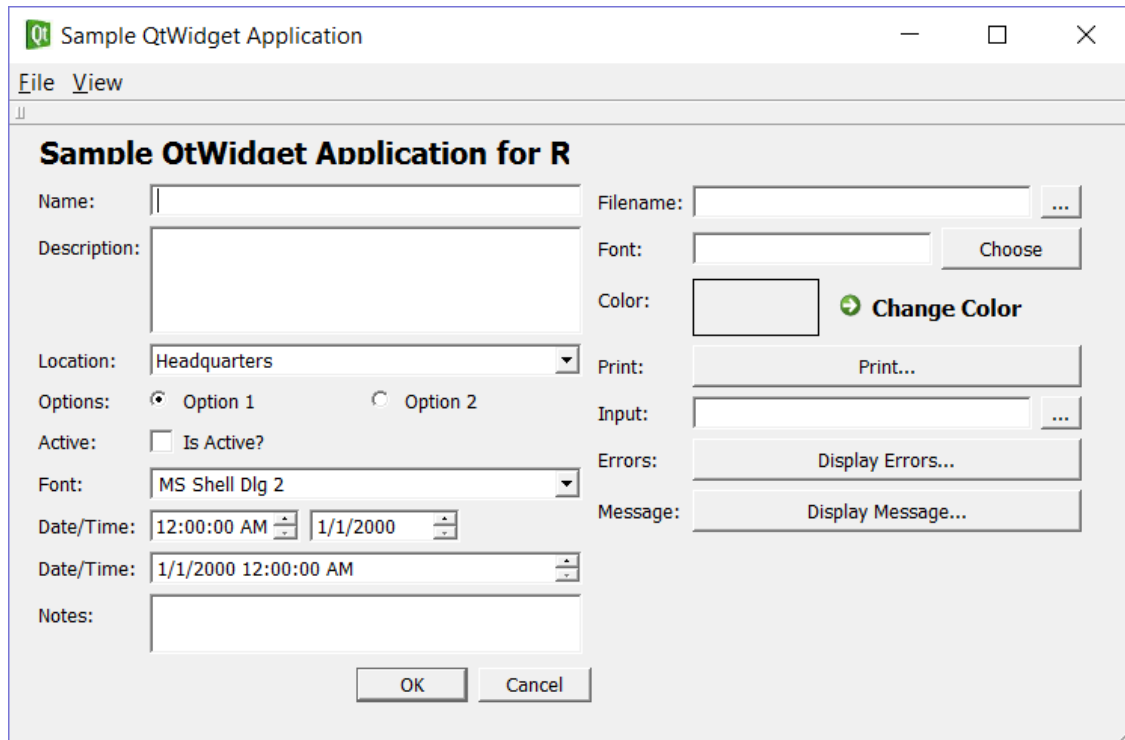 Qt Sample QtWidget Application
File View
Sample QtWidget Application for R
Name:
Description:
Location: Headquarters
Options: Option 1 Option 2
Active: Is Active?
Font: MS Shell Dlg 2
Date/Time: 12:00:00 AM 1/1/2000
Date/Time: 1/1/2000 12:00:00 AM
Notes:
OK Cancel
Filename: ...
Font: Choose
Color: Change Color
Print: Print...
Input: ...
Errors: Display Errors...
Message: Display Message...